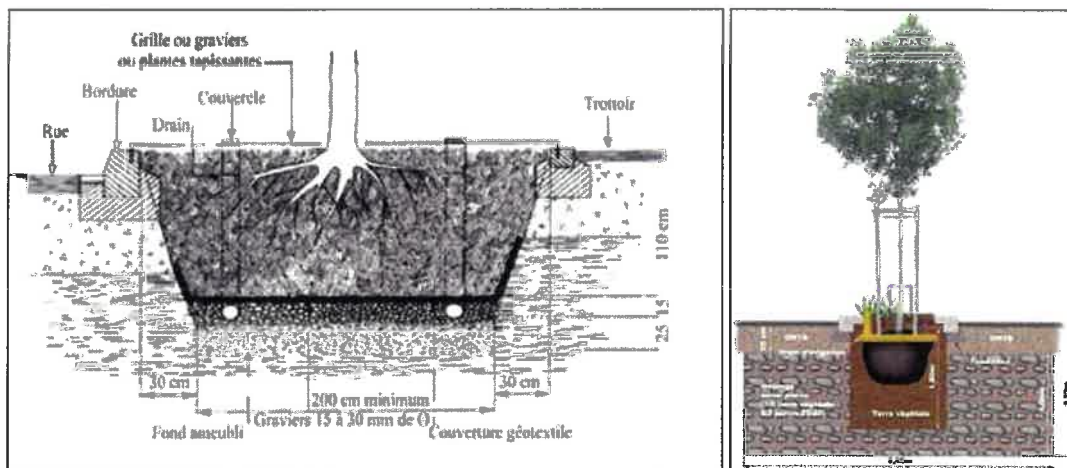 Grille ou graviers
ou plantes tapissantes
Bordure
Couvercle
Trottoir
Rue
Drain
110 cm
15
25
30 cm
30 cm
200 cm minimum
Graviers 15 à 30 mm de Ø
Fond ameubli
Couverture géotextile
Terre végétale